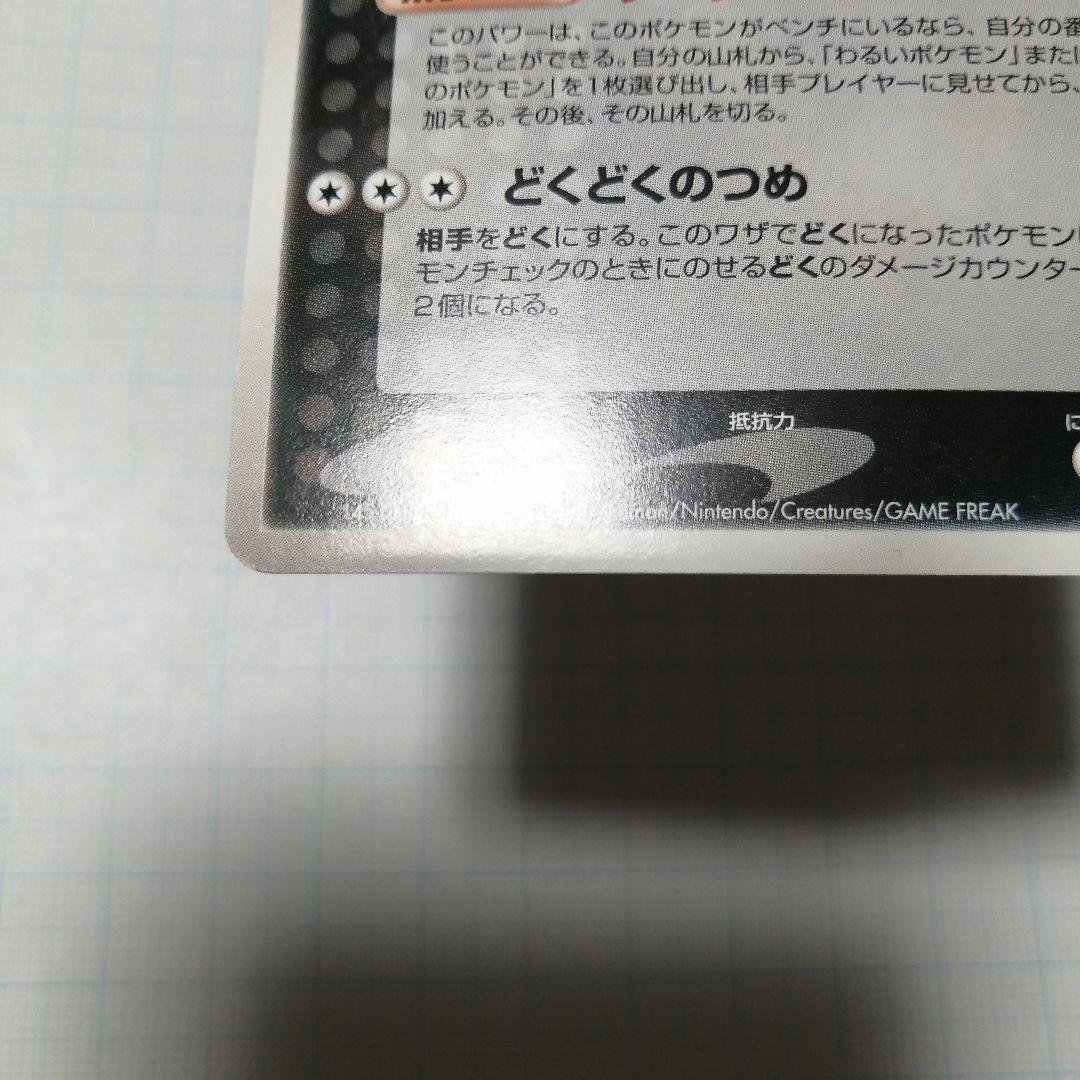 このパワーは、このポケモンがベンチにいるなら、自分の番
使うことができる。自分の山札から、「わるいポケモン」また
のポケモン」を1枚選び出し、相手プレイヤーに見せてから、
加える。その後、その山札を切る。
どくどくのつめ
相手をどくにする。このワザでどくになったポケモン
モンチェックのときにのせるどくのダメージカウンター
2個になる。
抵抗力
に
/Nintendo/Creatures/GAME FREAK